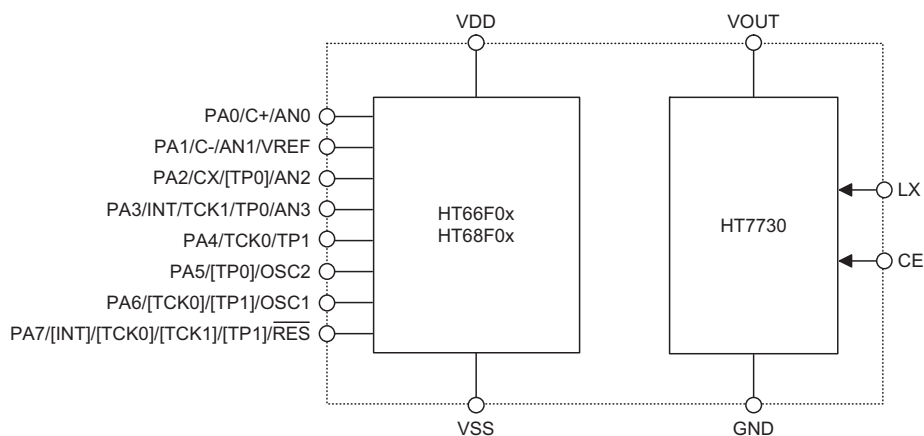 VDD
VOUT
PA0/C+/AN0
PA1/C-/AN1/VREF
PA2/CX/[TP0]/AN2
PA3/INT/TCK1/TP0/AN3
PA4/TCK0/TP1
PA5/[TP0]/OSC2
PA6/[TCK0]/[TP1]/OSC1
PA7/[INT]/[TCK0]/[TCK1]/[TP1]/R̅E̅S̅
HT66F0x
HT68F0x
HT7730
LX
CE
VSS
GND